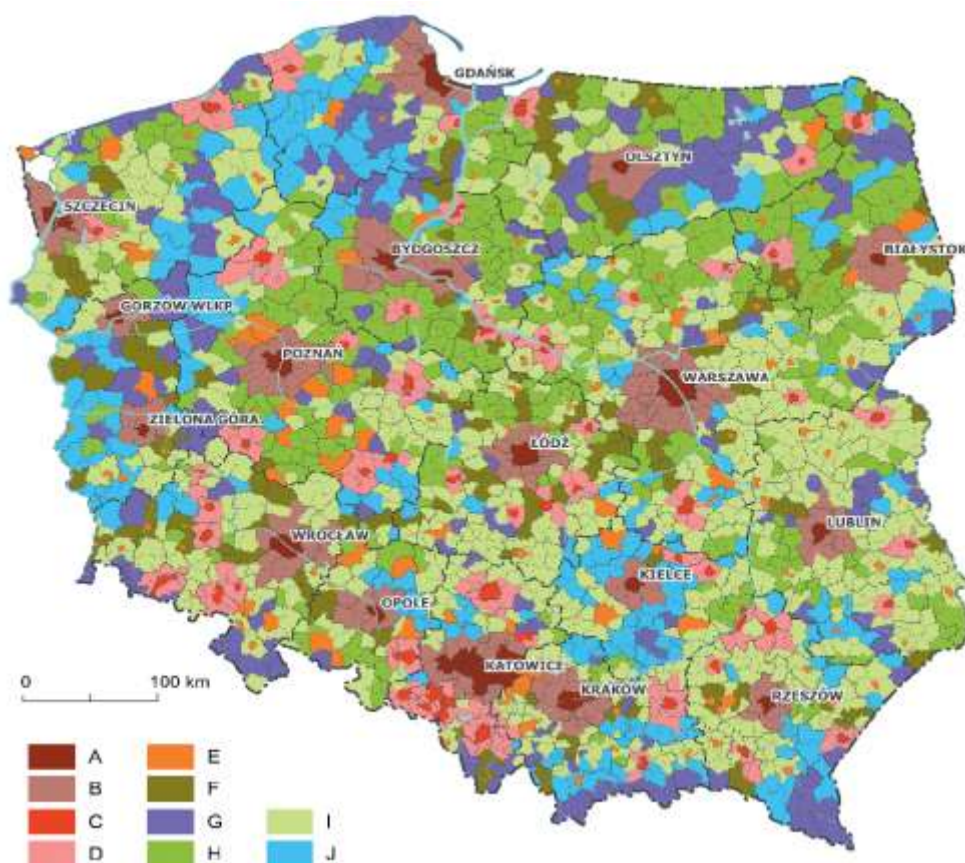 GDAŃSK
OLSZTYN
SZCZECIN
BYDGOSZCZ
BIAŁYSTOK
GORZÓW WLKP.
POZNAŃ
WARSZAWA
ZIELONA GÓRA
ŁÓDŹ
WROCŁAW
LUBLIN
KIELCE
OPOLE
KATOWICE
KRAKÓW
RZESZÓW
0 100 km
A E
B F
C G I
D H J